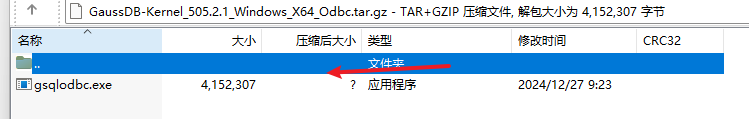 GaussDB-Kernel_505.2.1_Windows_X64_Odbc.tar.gz - TAR+GZIP 压缩文件, 解包大小为 4,152,307 字节
名称 大小 压缩后大小 类型 修改时间 CRC32
.. 文件夹
gsqlodbc.exe 4,152,307 ? 应用程序 2024/12/27 9:23